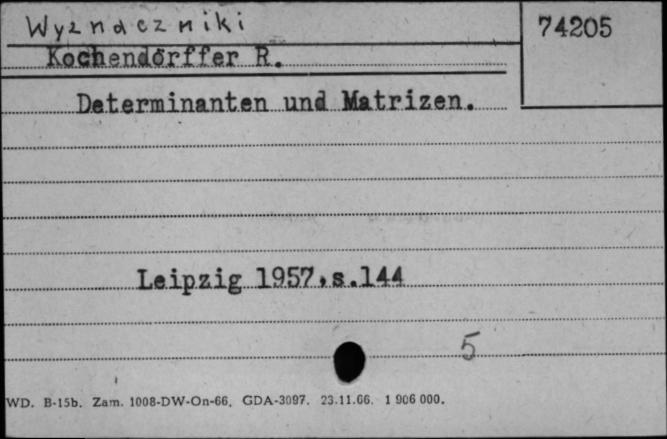 Wyznaczniki
74205
Kochendörffer R.
Determinanten und Matrizen.
Leipzig 1957, s.144
5
WD. B-15b. Zam. 1008-DW-On-66. GDA-3097. 23.11.66. 1 906 000.